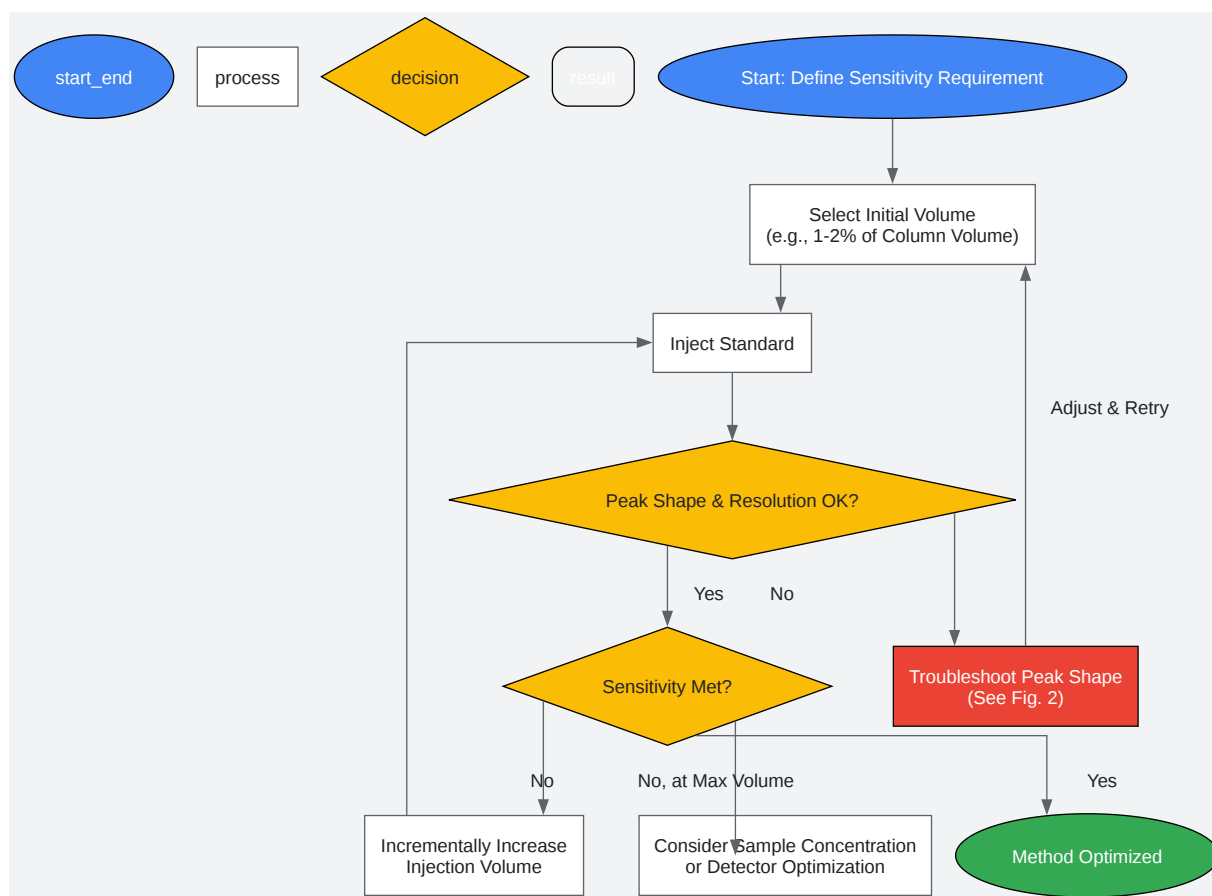 start_end
process
decision
result
Start: Define Sensitivity Requirement
Select Initial Volume
(e.g., 1-2% of Column Volume)
Inject Standard
Adjust & Retry
Peak Shape & Resolution OK?
Yes
No
Sensitivity Met?
Troubleshoot Peak Shape
(See Fig. 2)
No
No, at Max Volume
Yes
Incrementally Increase
Injection Volume
Consider Sample Concentration
or Detector Optimization
Method Optimized